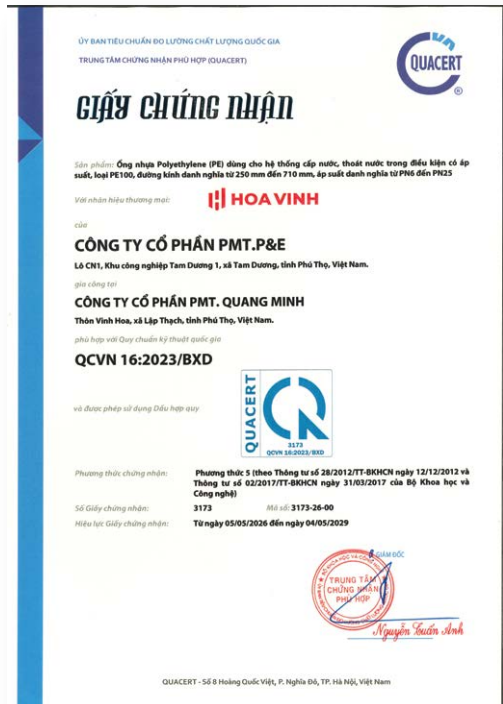 ỦY BAN TIÊU CHUẨN ĐO LƯỜNG CHẤT LƯỢNG QUỐC GIA
TRUNG TÂM CHỨNG NHẬN PHÙ HỢP (QUACERT)
QUACERT
®
GIẤY CHỨNG NHẬN
Sản phẩm: Ống nhựa Polyethylene (PE) dùng cho hệ thống cấp nước, thoát nước trong điều kiện có áp
suất, loại PE100, đường kính danh nghĩa từ 250 mm đến 710 mm, áp suất danh nghĩa từ PN6 đến PN25
Với nhãn hiệu thương mại:
HOA VINH
của
CÔNG TY CỔ PHẦN PMT.P&E
Lô CN1, Khu công nghiệp Tam Dương 1, xã Tam Dương, tỉnh Phú Thọ, Việt Nam.
gia công tại
CÔNG TY CỔ PHẦN PMT. QUANG MINH
Thôn Vinh Hoa, xã Lập Thạch, tỉnh Phú Thọ, Việt Nam.
phù hợp với Quy chuẩn kỹ thuật quốc gia
QCVN 16:2023/BXD
và được phép sử dụng Dấu hợp quy
QUACERT
3173
QCVN 16:2023/BXD
Phương thức chứng nhận: Phương thức 5 (theo Thông tư số 28/2012/TT-BKHCN ngày 12/12/2012 và
Thông tư số 02/2017/TT-BKHCN ngày 31/03/2017 của Bộ Khoa học và
Công nghệ)
Số Giấy chứng nhận: 3173 Mã số: 3173-26-00
Hiệu lực Giấy chứng nhận: Từ ngày 05/05/2026 đến ngày 04/05/2029
GIÁM ĐỐC
TRUNG TÂM
CHỨNG NHẬN
PHÙ HỢP
Nguyễn Tuấn Anh
QUACERT - Số 8 Hoàng Quốc Việt, P. Nghĩa Đô, TP. Hà Nội, Việt Nam